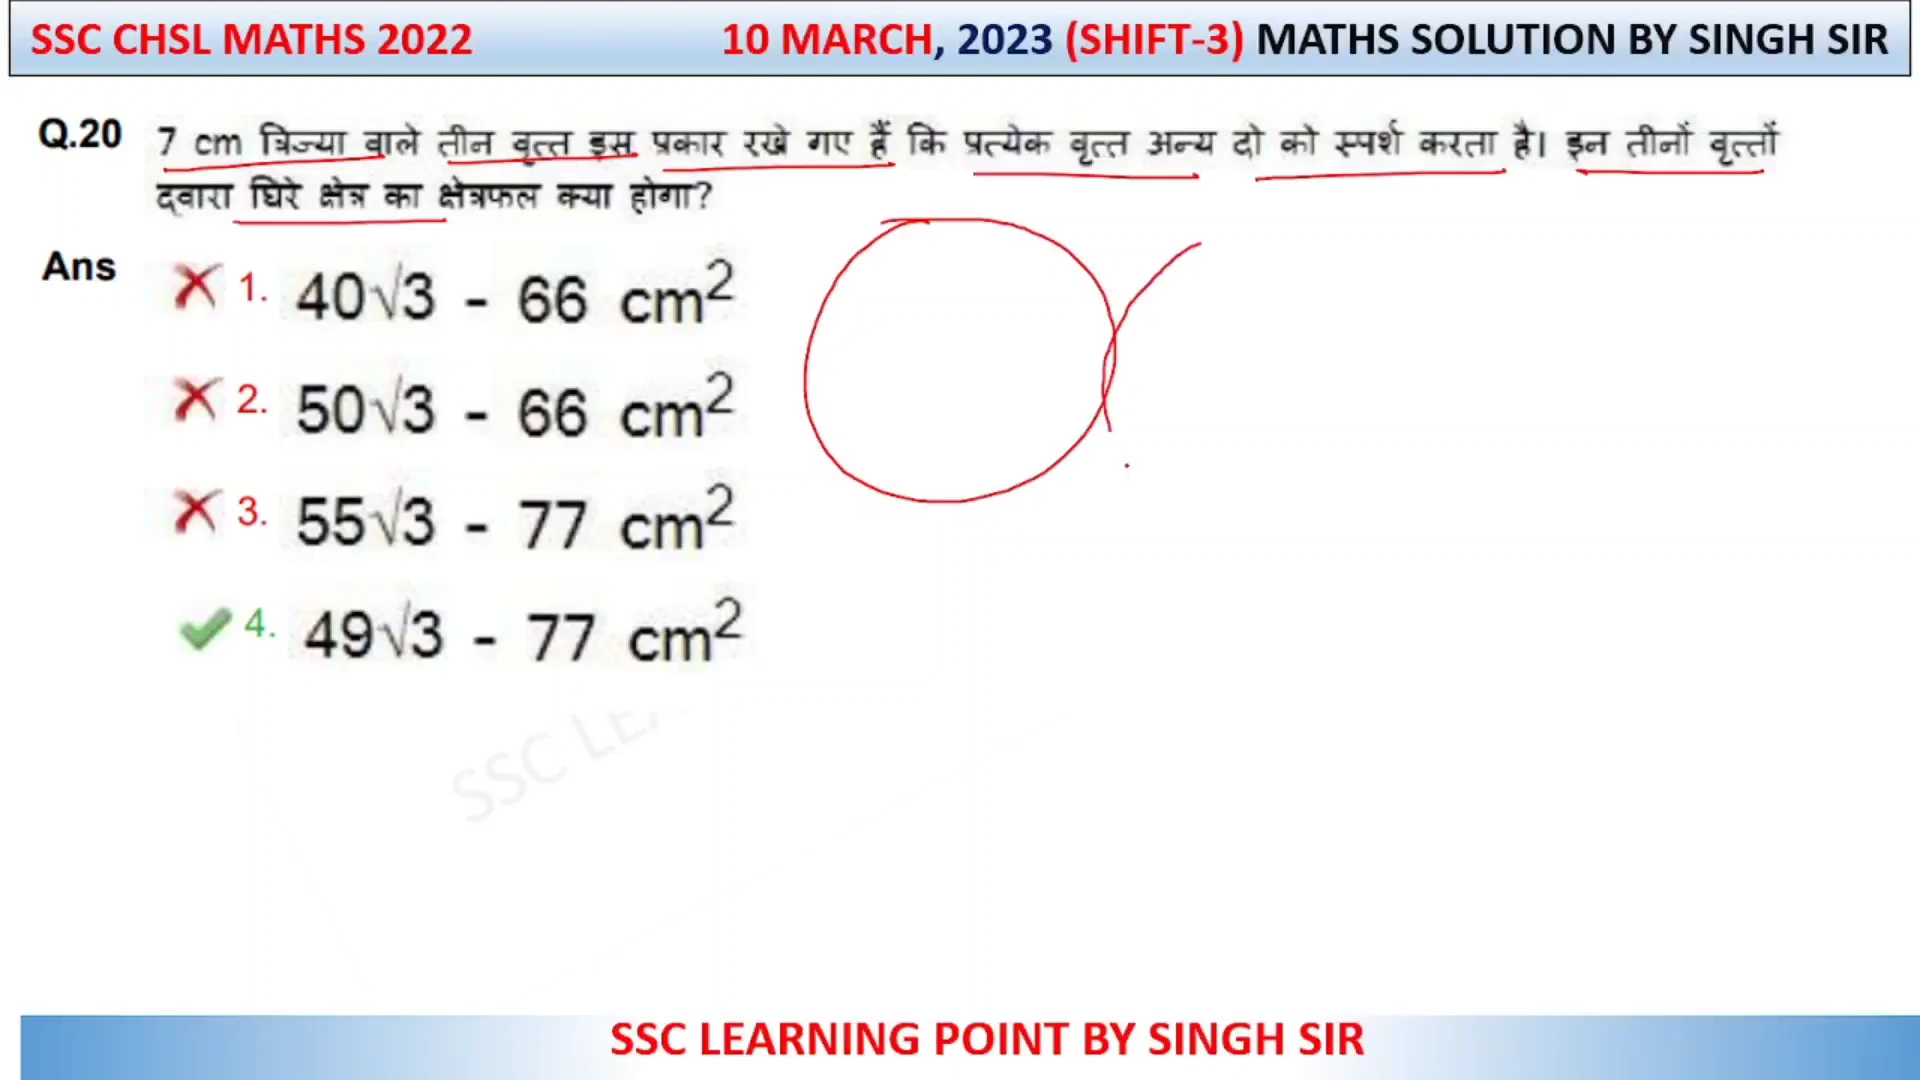 SSC CHSL MATHS 2022 10 MARCH, 2023 (SHIFT-3) MATHS SOLUTION BY SINGH SIR
Q.20 7 cm त्रिज्या वाले तीन वृत्त इस प्रकार रखे गए हैं कि प्रत्येक वृत्त अन्य दो को स्पर्श करता है। इन तीनों वृत्तों
द्वारा घिरे क्षेत्र का क्षेत्रफल क्या होगा?
Ans 1. 40√3 - 66 cm²
2. 50√3 - 66 cm²
3. 55√3 - 77 cm²
4. 49√3 - 77 cm²
SSC
SSC LEARNING POINT BY SINGH SIR